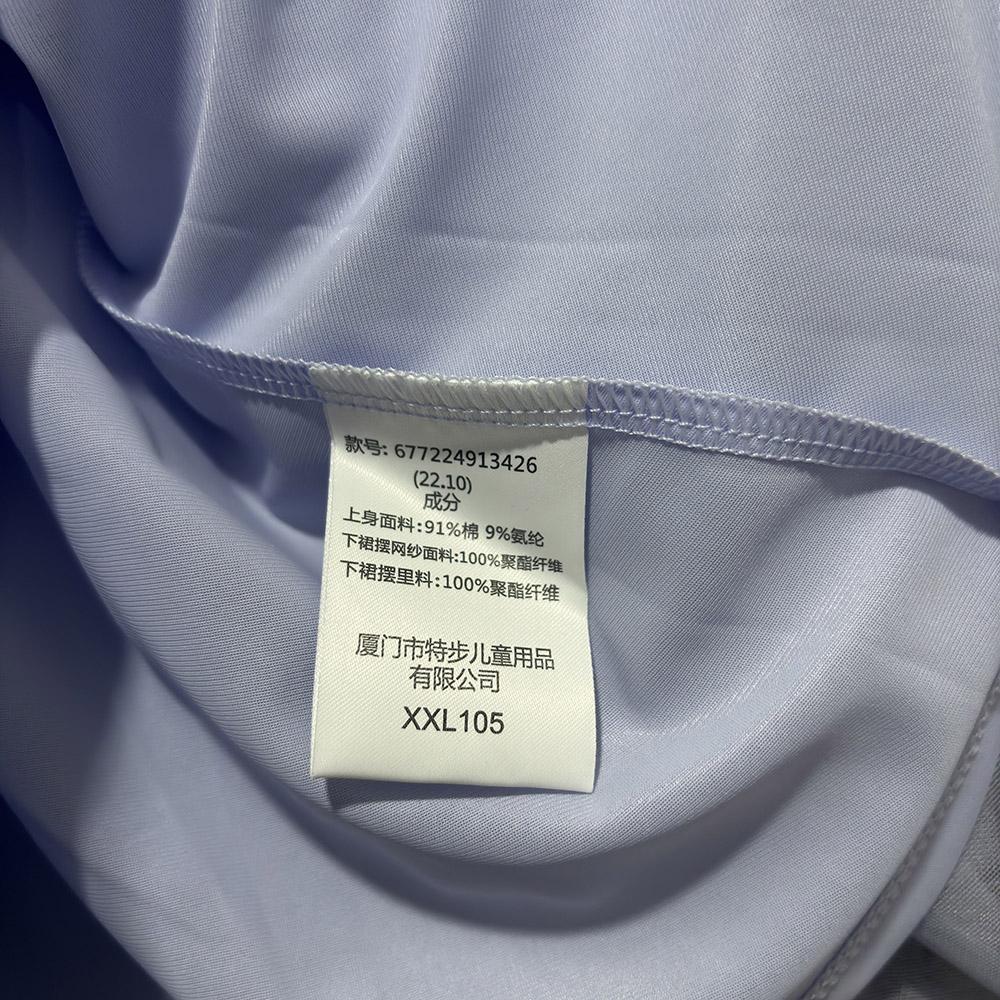 款号: 677224913426
(22.10)
成分
上身面料:91%棉 9%氨纶
下裙摆网纱面料:100%聚酯纤维
下裙摆里料:100%聚酯纤维
厦门市特步儿童用品
有限公司
XXL105